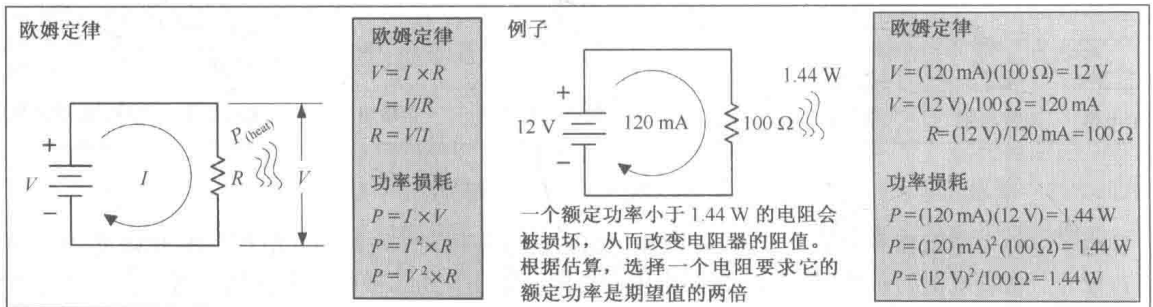 欧姆定律
+
V
−
I
R
P(heat)
V
欧姆定律
V = I × R
I = V/R
R = V/I
功率损耗
P = I × V
P = I² × R
P = V² × R
例子
1.44 W
+
12 V
−
120 mA
100 Ω
一个额定功率小于 1.44 W 的电阻会
被损坏，从而改变电阻器的阻值。
根据估算，选择一个电阻要求它的
额定功率是期望值的两倍
欧姆定律
V = (120 mA)(100 Ω) = 12 V
V = (12 V)/100 Ω = 120 mA
R = (12 V)/120 mA = 100 Ω
功率损耗
P = (120 mA)(12 V) = 1.44 W
P = (120 mA)² (100 Ω) = 1.44 W
P = (12 V)²/100 Ω = 1.44 W